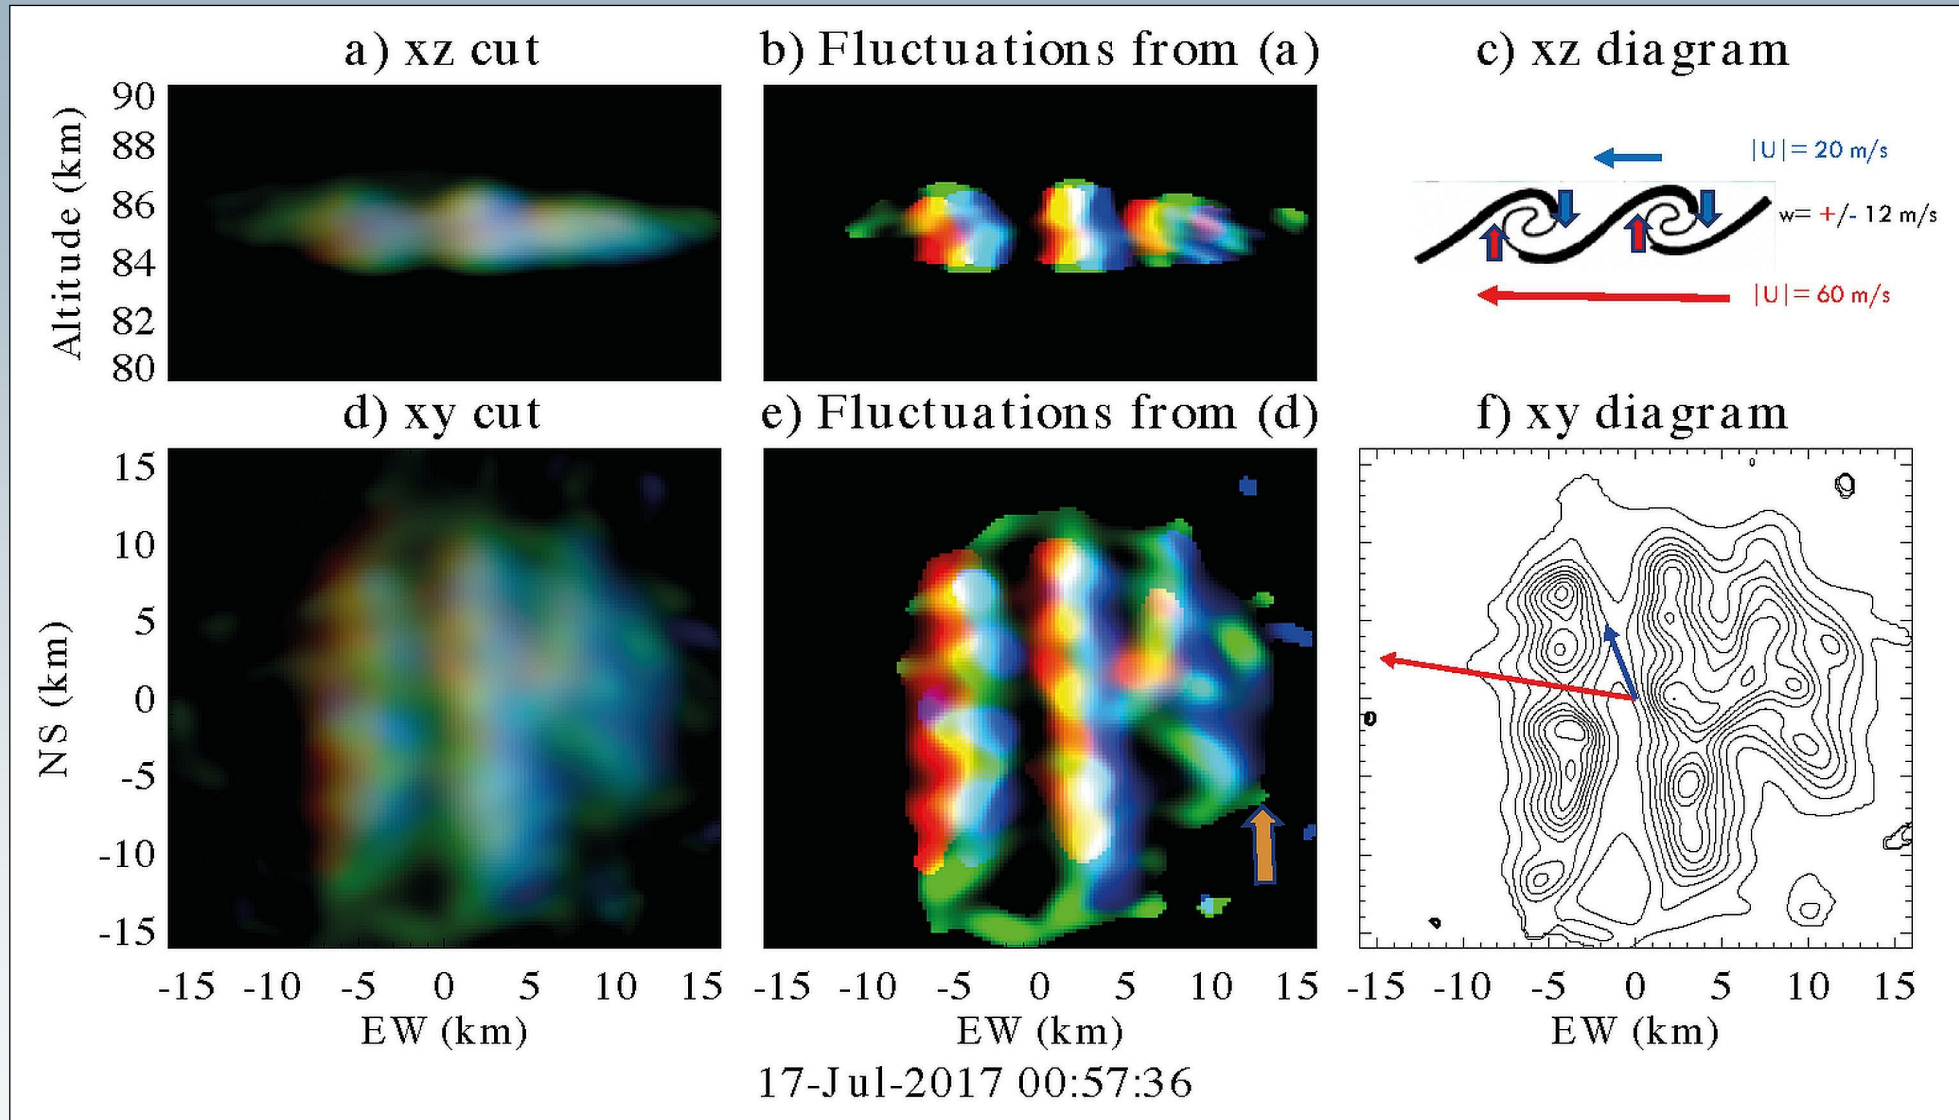 a) xz cut
b) Fluctuations from (a)
c) xz diagram
Altitude (km)
90
88
86
84
82
80
|U|= 20 m/s
w= +/- 12 m/s
|U|= 60 m/s
d) xy cut
e) Fluctuations from (d)
f) xy diagram
NS (km)
15
10
5
0
-5
-10
-15
-15 -10 -5 0 5 10 15
-15 -10 -5 0 5 10 15
-15 -10 -5 0 5 10 15
EW (km)
EW (km)
EW (km)
17-Jul-2017 00:57:36